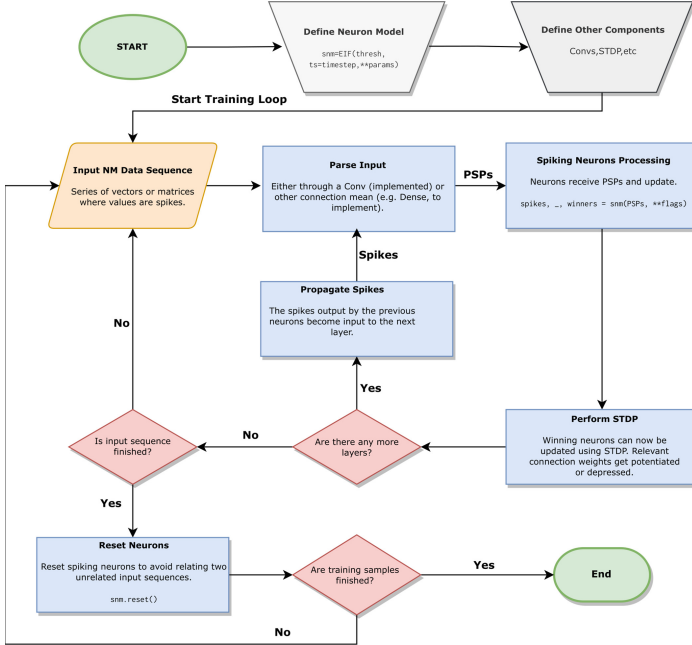 START
Define Neuron Model
snm=EIF(thresh,
ts=timestep,**params)
Define Other Components
Convs,STDP,etc
Start Training Loop
Input NM Data Sequence
Series of vectors or matrices
where values are spikes.
Parse Input
Either through a Conv (implemented) or
other connection mean (e.g. Dense, to
implement).
PSPs
Spiking Neurons Processing
Neurons receive PSPs and update.
spikes, _, winners = snm(PSPs, **flags)
Spikes
Propagate Spikes
The spikes output by the previous
neurons become input to the next
layer.
No
Yes
Is input sequence
finished?
No
Are there any more
layers?
Perform STDP
Winning neurons can now be
updated using STDP. Relevant
connection weights get potentiated
or depressed.
Yes
Reset Neurons
Reset spiking neurons to avoid relating two
unrelated input sequences.
snm.reset()
Are training samples
finished?
Yes
End
No